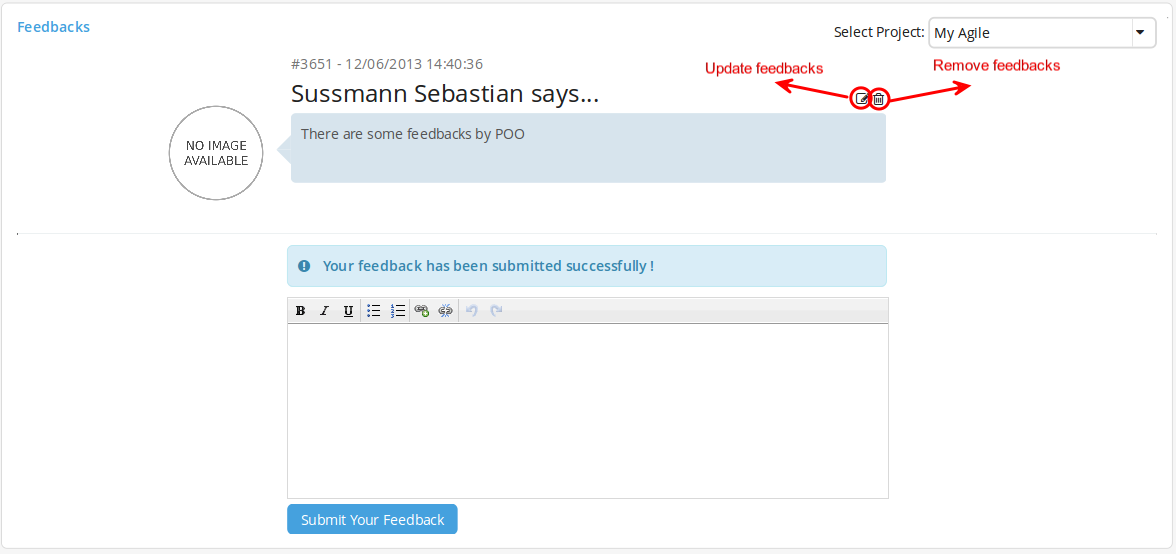 Feedbacks
Select Project: My Agile
#3651 - 12/06/2013 14:40:36
Update feedbacks
Remove feedbacks
Sussmann Sebastian says...
NO IMAGE
AVAILABLE
There are some feedbacks by POO
Your feedback has been submitted successfully !
B I U
Submit Your Feedback